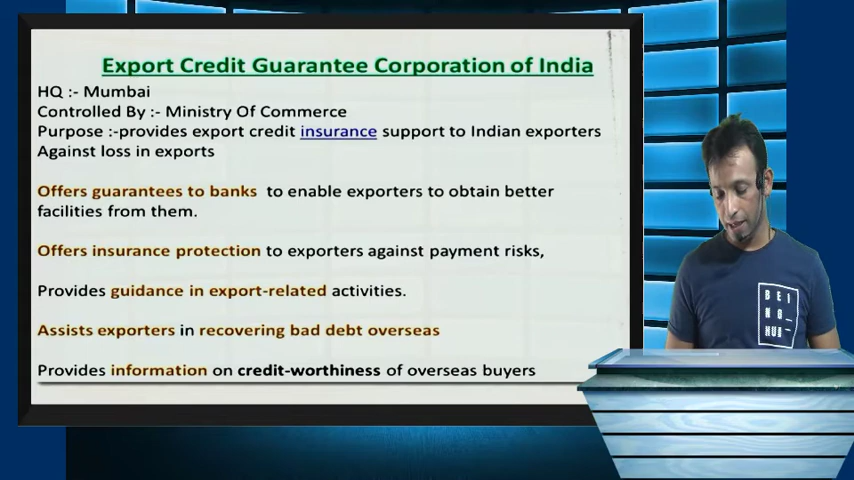 Export Credit Guarantee Corporation of India
HQ :- Mumbai
Controlled By :- Ministry Of Commerce
Purpose :-provides export credit insurance support to Indian exporters
Against loss in exports
Offers guarantees to banks to enable exporters to obtain better
facilities from them.
Offers insurance protection to exporters against payment risks,
Provides guidance in export-related activities.
Assists exporters in recovering bad debt overseas
Provides information on credit-worthiness of overseas buyers
BEI
NG_